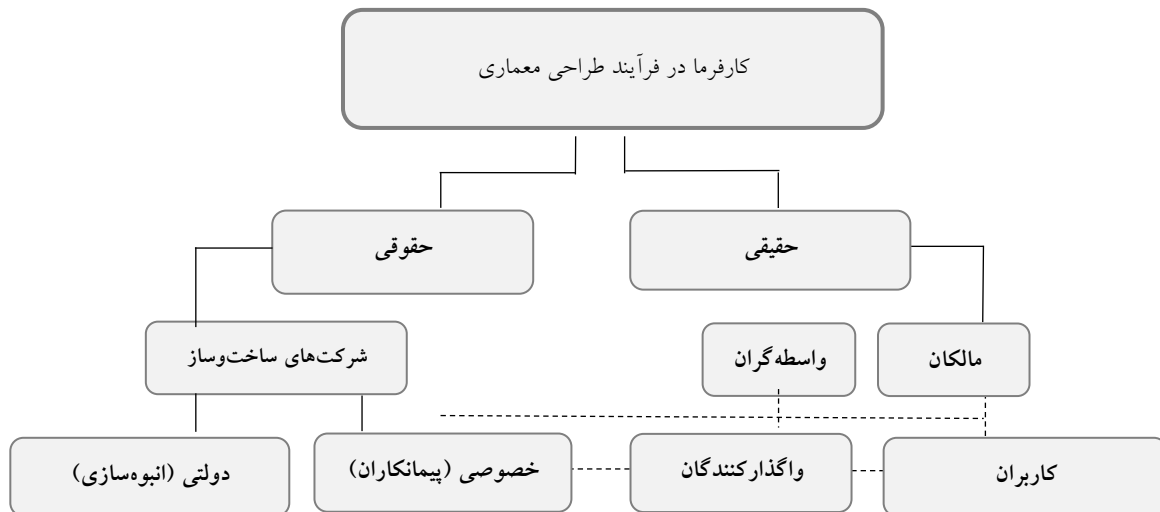 کارفرما در فرآیند طراحی معماری
حقیقی
حقوقی
مالکان
واسطه‌گران
شرکت‌های ساخت‌وساز
کاربران
واگذارکنندگان
خصوصی (پیمانکاران)
دولتی (انبوه‌سازی)